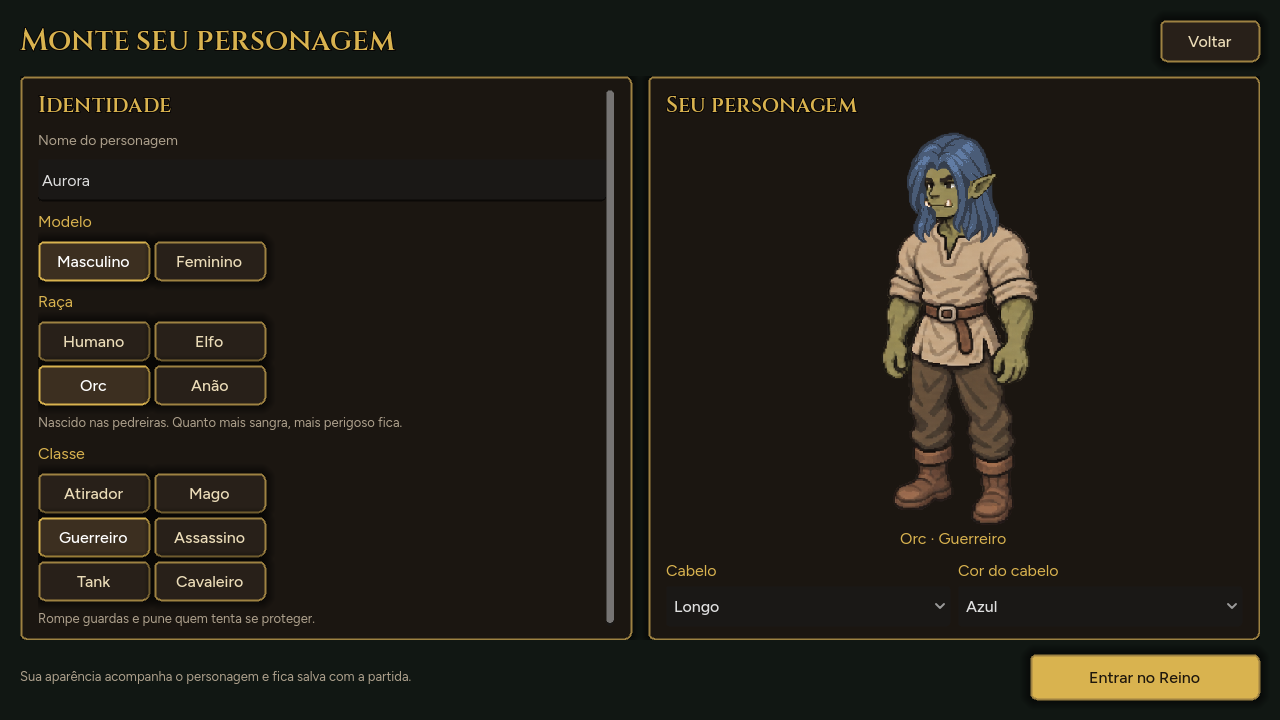 Monte seu personagem
Voltar
Identidade
Nome do personagem
Aurora
Modelo
Masculino
Feminino
Raça
Humano
Elfo
Orc
Anão
Nascido nas pedreiras. Quanto mais sangra, mais perigoso fica.
Classe
Atirador
Mago
Guerreiro
Assassino
Tank
Cavaleiro
Rompe guardas e pune quem tenta se proteger.
Seu personagem
Orc · Guerreiro
Cabelo
Cor do cabelo
Longo
Azul
Sua aparência acompanha o personagem e fica salva com a partida.
Entrar no Reino